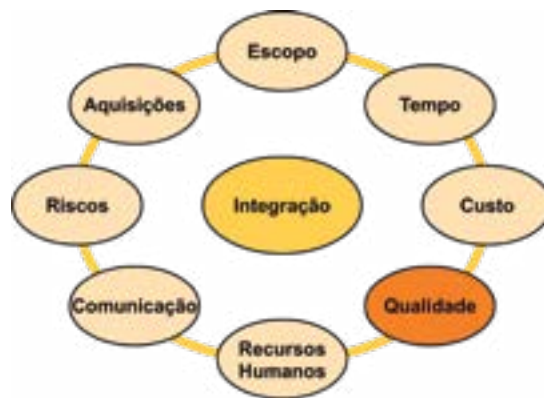 Escopo
Aquisições
Tempo
Riscos
Integração
Custo
Comunicação
Qualidade
Recursos
Humanos